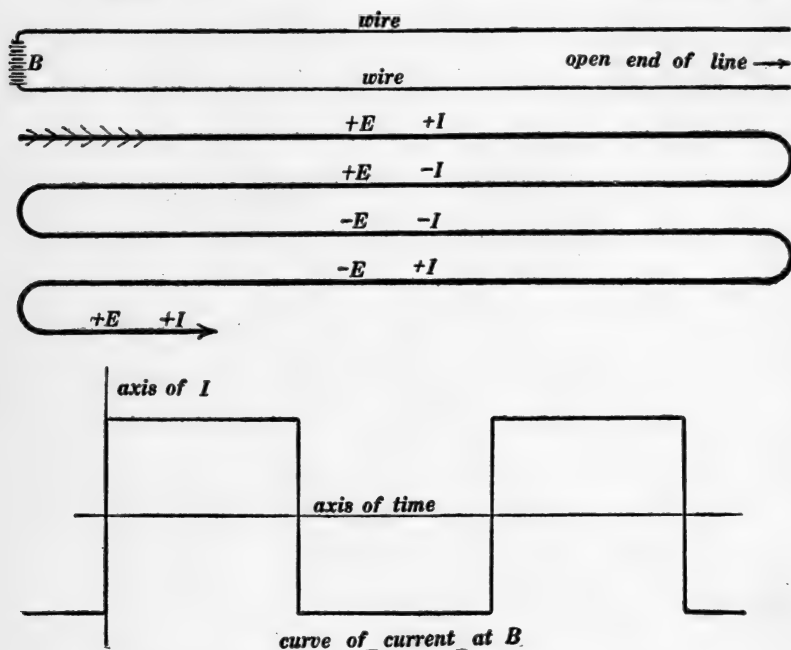 wire
B
open end of line
wire
+E +I
+E −I
−E −I
−E +I
+E +I
axis of I
axis of time
curve of current at B